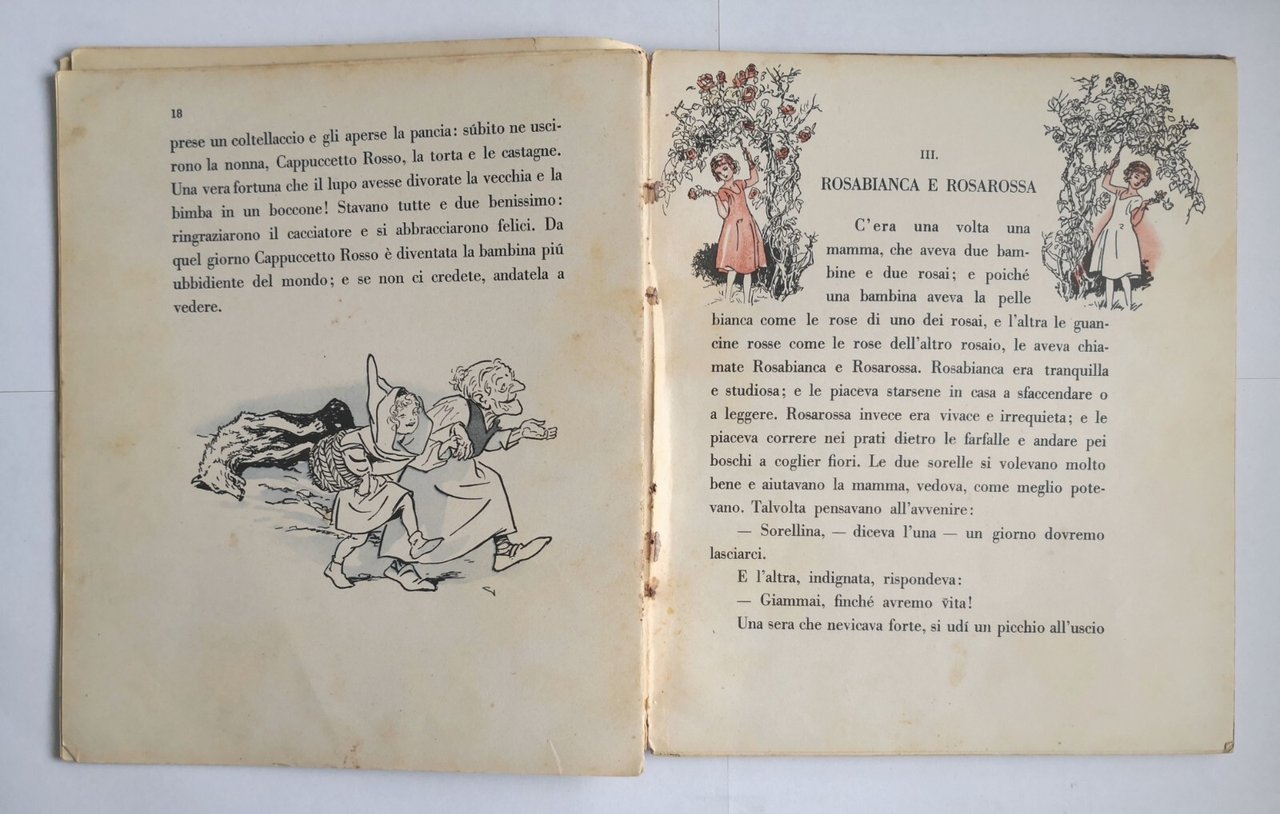 18
prese un coltellaccio e gli aperse la pancia: súbito ne usci-
rono la nonna, Cappuccetto Rosso, la torta e le castagne.
Una vera fortuna che il lupo avesse divorate la vecchia e la
bimba in un boccone! Stavano tutte e due benissimo:
ringraziarono il cacciatore e si abbracciarono felici. Da
quel giorno Cappuccetto Rosso è diventata la bambina piú
ubbidiente del mondo; e se non ci credete, andatela a
vedere.
III.
ROSABIANCA E ROSAROSSA
C'era una volta una
mamma, che aveva due bam-
bine e due rosai; e poiché
una bambina aveva la pelle
bianca come le rose di uno dei rosai, e l'altra le guan-
cine rosse come le rose dell'altro rosaio, le aveva chia-
mate Rosabianca e Rosarossa. Rosabianca era tranquilla
e studiosa; e le piaceva starsene in casa a sfaccendare o
a leggere. Rosarossa invece era vivace e irrequieta; e le
piaceva correre nei prati dietro le farfalle e andare pei
boschi a coglier fiori. Le due sorelle si volevano molto
bene e aiutavano la mamma, vedova, come meglio pote-
vano. Talvolta pensavano all'avvenire:
— Sorellina, — diceva l'una — un giorno dovremo
lasciarci.
E l'altra, indignata, rispondeva:
— Giammai, finché avremo vita!
Una sera che nevicava forte, si udí un picchio all'uscio